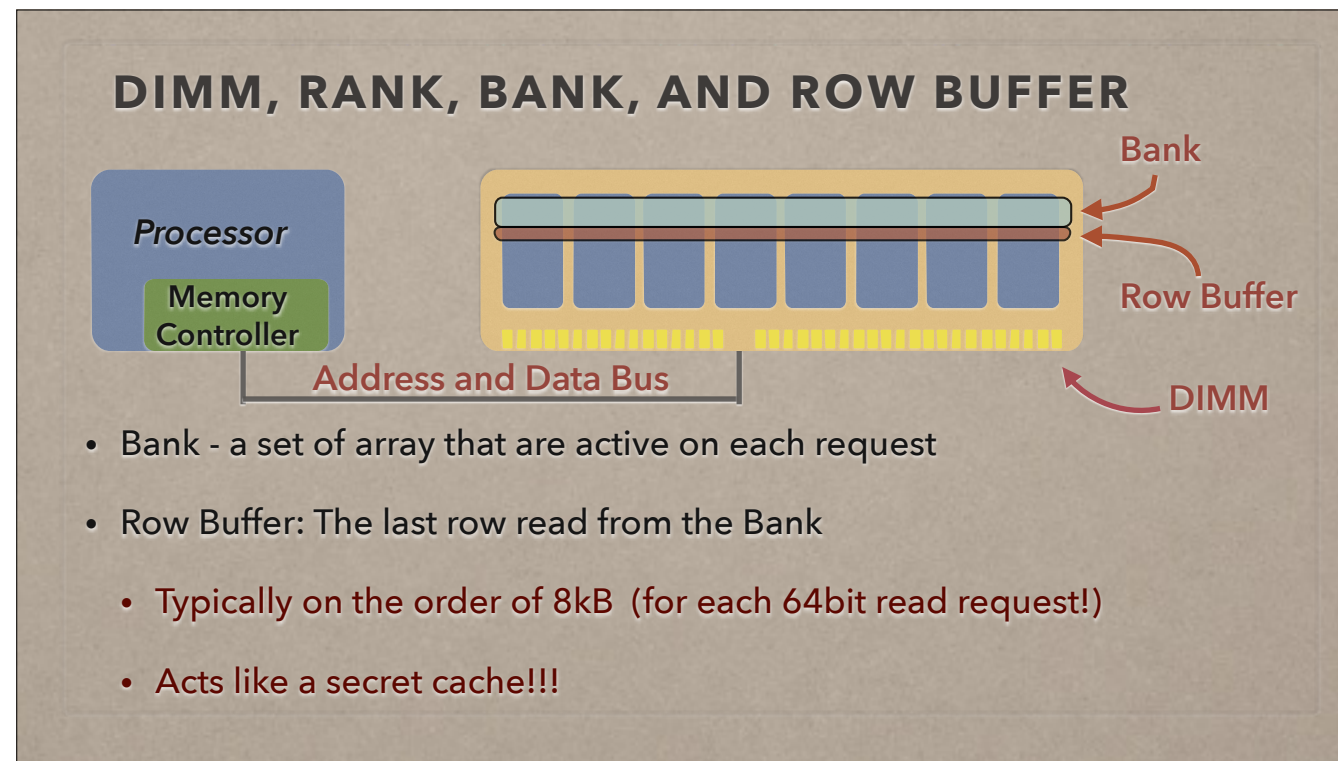 DIMM, RANK, BANK, AND ROW BUFFER
Bank
Processor
Memory
Controller
Row Buffer
Address and Data Bus
DIMM
• Bank - a set of array that are active on each request
• Row Buffer: The last row read from the Bank
• Typically on the order of 8kB (for each 64bit read request!)
• Acts like a secret cache!!!